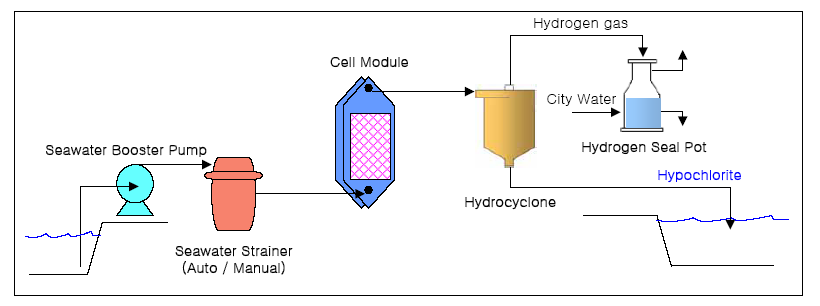 Hydrogen gas
Cell Module
City Water
Seawater Booster Pump
Hydrogen Seal Pot
Hypochlorite
Hydrocyclone
Seawater Strainer
(Auto / Manual)